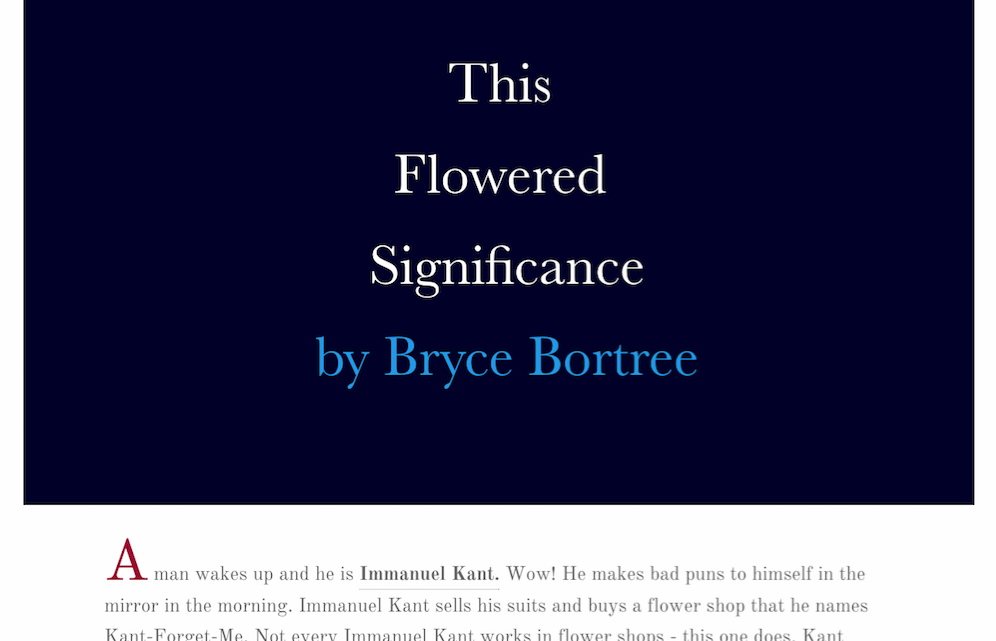 This
Flowered
Significance
by Bryce Bortree
A man wakes up and he is Immanuel Kant. Wow! He makes bad puns to himself in the
mirror in the morning. Immanuel Kant sells his suits and buys a flower shop that he names
Kant-Forget-Me. Not every Immanuel Kant works in flower shops - this one does. Kant